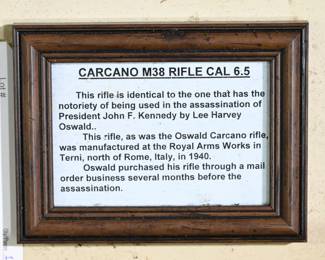 CARCANO M38 RIFLE CAL 6.5
This rifle is identical to the one that has the
notoriety of being used in the assassination of
President John F. Kennedy by Lee Harvey
Oswald..
This rifle, as was the Oswald Carcano rifle,
was manufactured at the Royal Arms Works in
Terni, north of Rome, Italy, in 1940.
Oswald purchased his rifle through a mail
order business several months before the
assassination.
Lot #